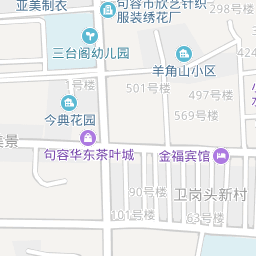 亚美制衣
句容市欣艺针织
服装绣花厂
298号楼
三台阁幼儿园
羊角山小区
501号楼
497号楼
569号楼
今典花园
美景
句容华东茶叶城
金福宾馆
90号楼
卫岗头新村
101号楼
63号楼